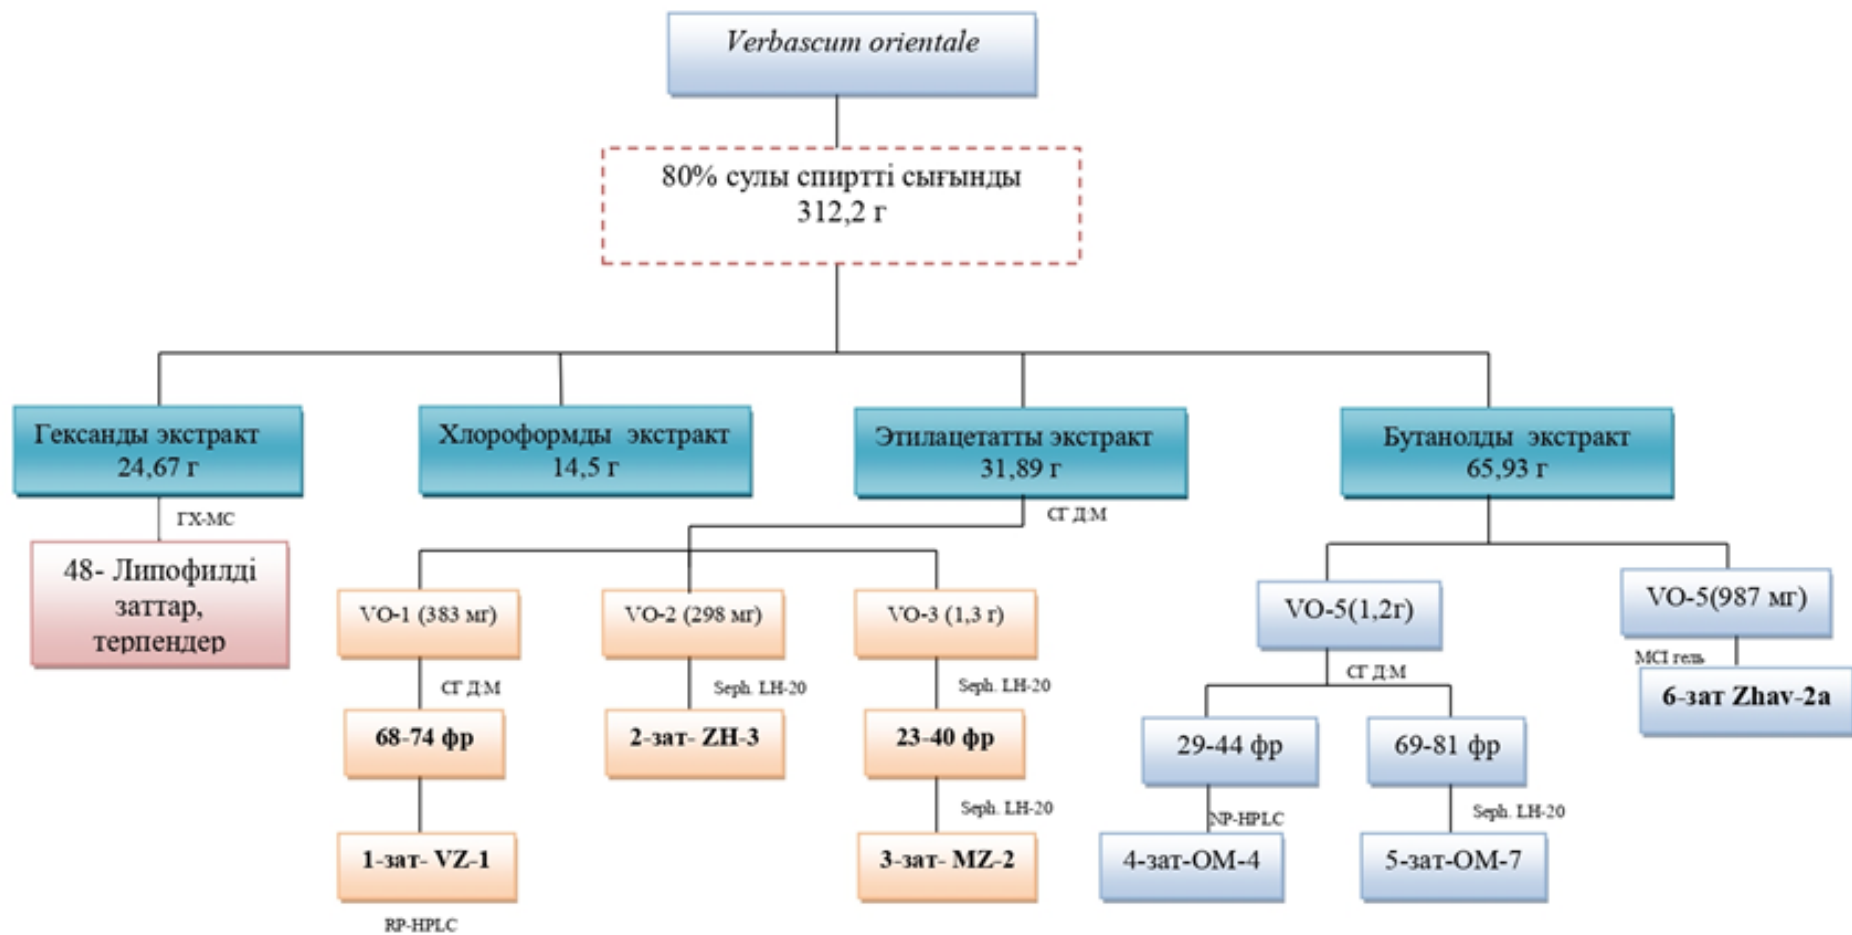 Verbascum orientale
80% сулы спиртті сығынды
312,2 г
Гександы экстракт
24,67 г
Хлороформды экстракт
14,5 г
Этилацетатты экстракт
31,89 г
Бутанолды экстракт
65,93 г
ГХ-МС
СГ Д:М
48- Липофилді
заттар,
терпендер
VO-1 (383 мг)
VO-2 (298 мг)
VO-3 (1,3 г)
VO-5(1,2г)
VO-5(987 мг)
СГ Д:М
Seph. LH-20
Seph. LH-20
СГ Д:М
MCI гель
68-74 фр
2-зат- ZH-3
23-40 фр
29-44 фр
69-81 фр
6-зат Zhav-2a
Seph. LH-20
NP-HPLC
Seph. LH-20
1-зат- VZ-1
3-зат- MZ-2
4-зат-ОМ-4
5-зат-ОМ-7
RP-HPLC